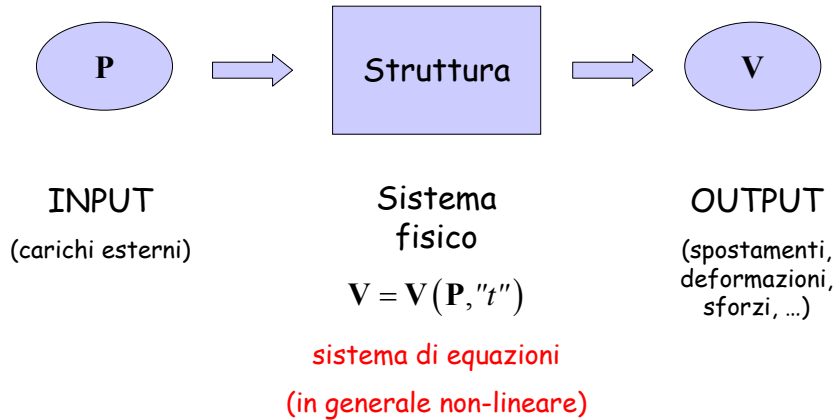 P
Struttura
V
INPUT
(carichi esterni)
Sistema
fisico
V = V(P,"t")
sistema di equazioni
(in generale non-lineare)
OUTPUT
(spostamenti,
deformazioni,
sforzi, …)